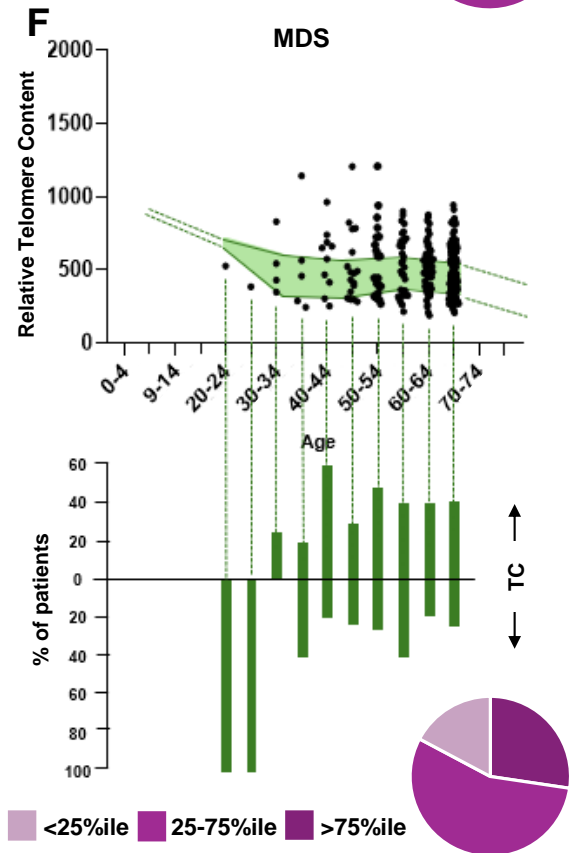 F
MDS
Relative Telomere Content
2000
1500
1000
500
0
0-4
9-14
20-24
30-34
40-44
50-54
60-64
70-74
Age
% of patients
60
40
20
0
20
40
60
80
100
TC
<25%ile
25-75%ile
>75%ile